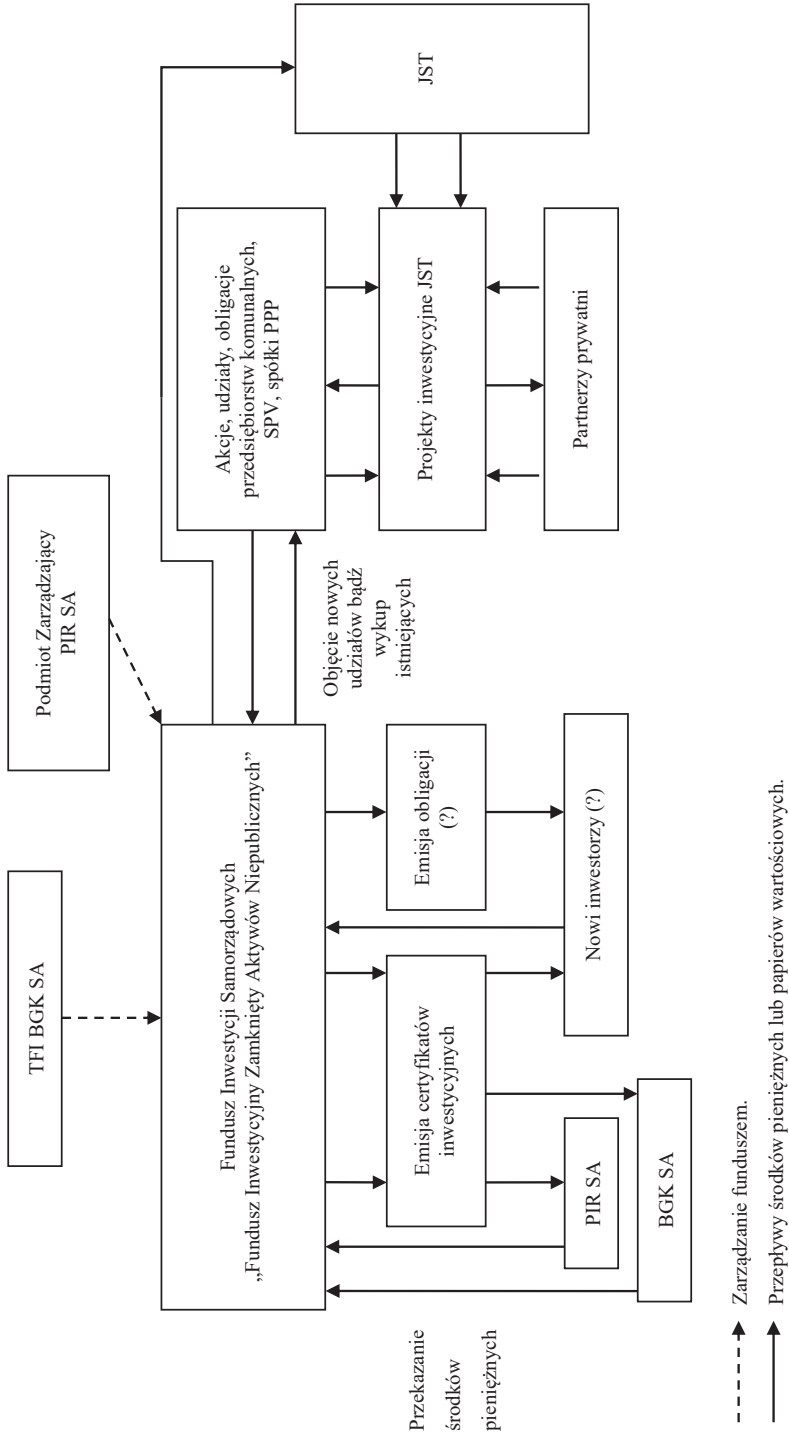 TFI BGK SA
Podmiot Zarządzający
PIR SA
Fundusz Inwestycji Samorządowych
„Fundusz Inwestycyjny Zamknięty Aktywów Niepublicznych”
Akcje, udziały, obligacje
przedsiębiorstw komunalnych,
SPV, spółki PPP
JST
Przekazanie
środków
pieniężnych
Emisja certyfikatów
inwestycyjnych
Emisja obligacji
(?)
Objęcie nowych
udziałów bądź
wykup
istniejących
Projekty inwestycyjne JST
PIR SA
BGK SA
Nowi inwestorzy (?)
Partnerzy prywatni
Zarządzanie funduszem.
Przepływy środków pieniężnych lub papierów wartościowych.